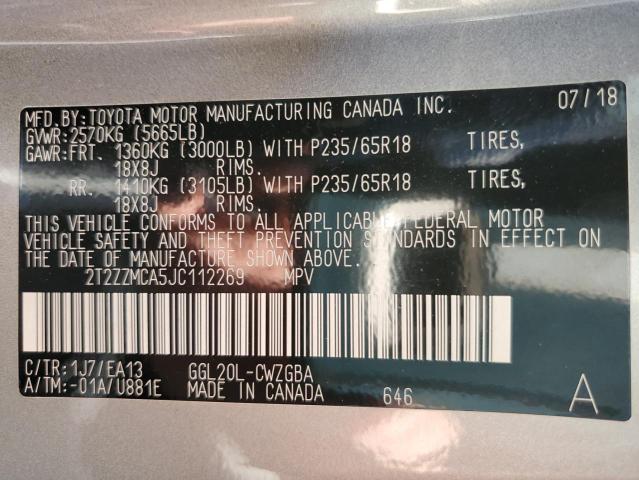 MFD. BY: TOYOTA MOTOR MANUFACTURING CANADA INC. 07/18
GVWR: 2570KG (5665LB)
GAWR: FRT. 1360KG (3000LB) WITH P235/65R18 TIRES,
18X8J RIMS.
RR. 1410KG (3105LB) WITH P235/65R18 TIRES,
18X8J RIMS.
THIS VEHICLE CONFORMS TO ALL APPLICABLE FEDERAL MOTOR
VEHICLE SAFETY AND THEFT PREVENTION STANDARDS IN EFFECT ON
THE DATE OF MANUFACTURE SHOWN ABOVE.
2T2ZZMCA5JC112269 MPV
C/TR: 1J7/EA13 GGL20L-CWZGBA
A/TM: -01A/U881E MADE IN CANADA 646 A